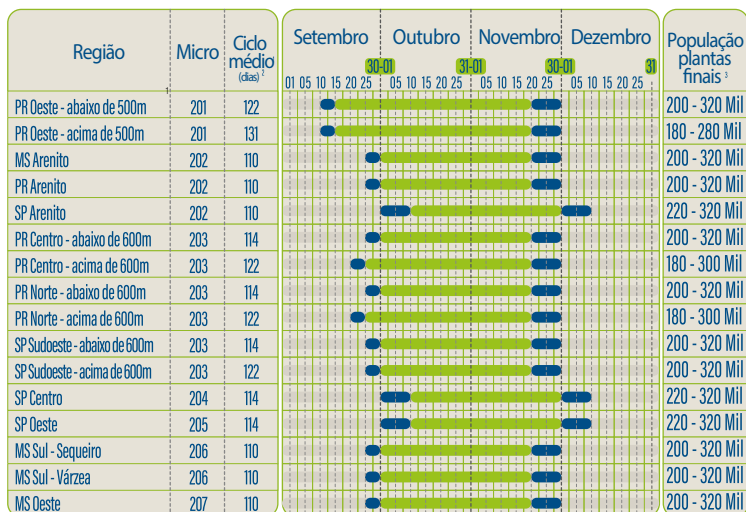 Região Micro Ciclo médio (dias) ² Setembro Outubro Novembro Dezembro População plantas finais ³
1
30-01 31-01 30-01 31
01 05 10 15 20 25 05 10 15 20 25 05 10 15 20 25 05 10 15 20 25
PR Oeste - abaixo de 500m 201 122 200 - 320 Mil
PR Oeste - acima de 500m 201 131 180 - 280 Mil
MS Arenito 202 110 200 - 320 Mil
PR Arenito 202 110 200 - 320 Mil
SP Arenito 202 110 220 - 320 Mil
PR Centro - abaixo de 600m 203 114 200 - 320 Mil
PR Centro - acima de 600m 203 122 180 - 300 Mil
PR Norte - abaixo de 600m 203 114 200 - 320 Mil
PR Norte - acima de 600m 203 122 180 - 300 Mil
SP Sudoeste - abaixo de 600m 203 114 200 - 320 Mil
SP Sudoeste - acima de 600m 203 122 200 - 320 Mil
SP Centro 204 114 220 - 320 Mil
SP Oeste 205 114 220 - 320 Mil
MS Sul - Sequeiro 206 110 200 - 320 Mil
MS Sul - Várzea 206 110 200 - 320 Mil
MS Oeste 207 110 200 - 320 Mil